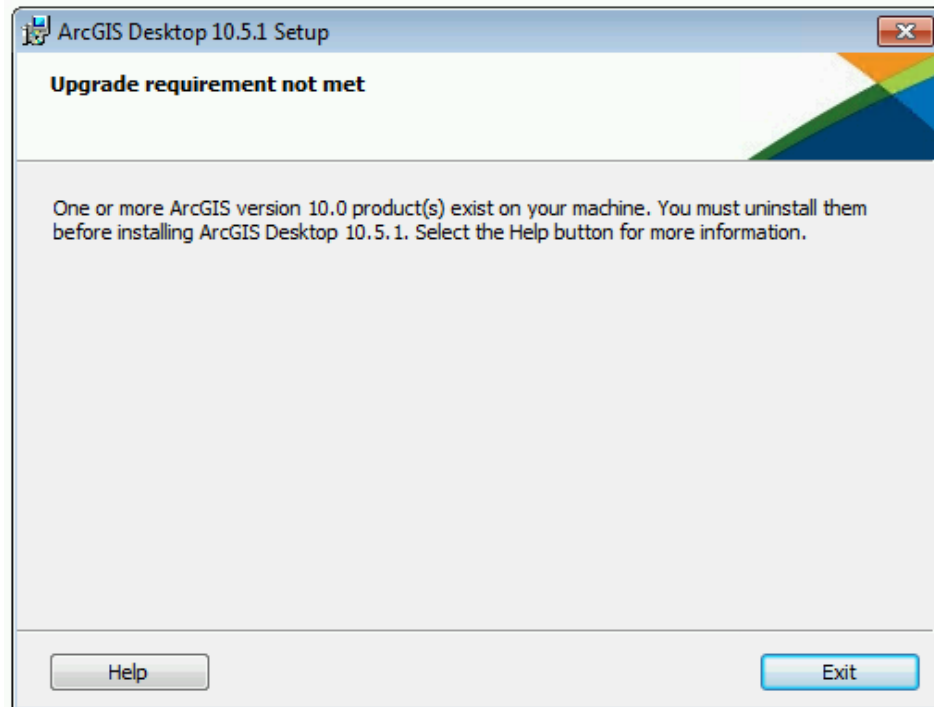 ArcGIS Desktop 10.5.1 Setup
Upgrade requirement not met
One or more ArcGIS version 10.0 product(s) exist on your machine. You must uninstall them
before installing ArcGIS Desktop 10.5.1. Select the Help button for more information.
Help
Exit